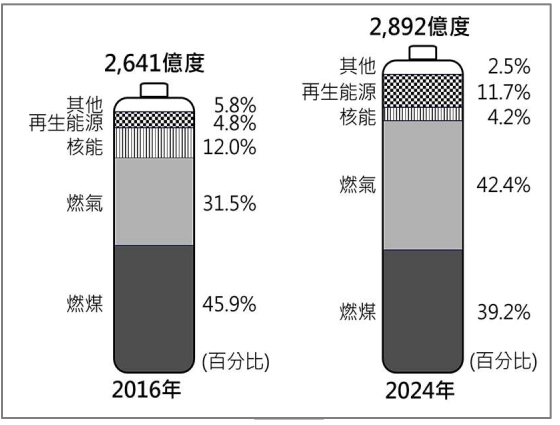 2,641億度
其他 5.8%
再生能源 4.8%
核能 12.0%
燃氣 31.5%
燃煤 45.9%
(百分比)
2016年
2,892億度
其他 2.5%
再生能源 11.7%
核能 4.2%
燃氣 42.4%
燃煤 39.2%
(百分比)
2024年